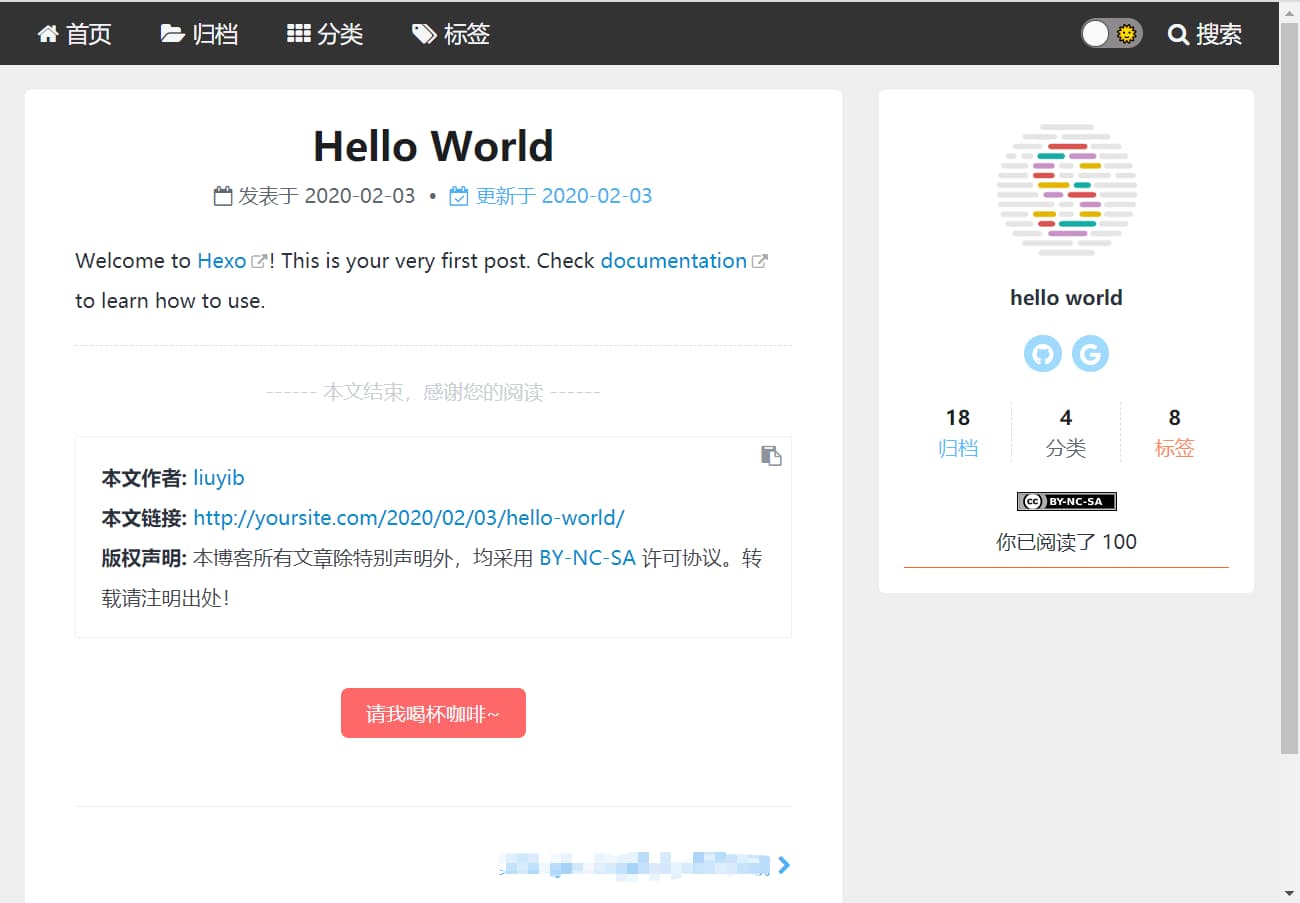 首页 归档 分类 标签 搜索
Hello World
发表于 2020-02-03 • 更新于 2020-02-03
Welcome to Hexo! This is your very first post. Check documentation
to learn how to use.
------ 本文结束，感谢您的阅读 ------
本文作者: liuyib
本文链接: http://yoursite.com/2020/02/03/hello-world/
版权声明: 本博客所有文章除特别声明外，均采用 BY-NC-SA 许可协议。转
载请注明出处！
请我喝杯咖啡~
hello world
18 4 8
归档 分类 标签
cc BY-NC-SA
你已阅读了 100